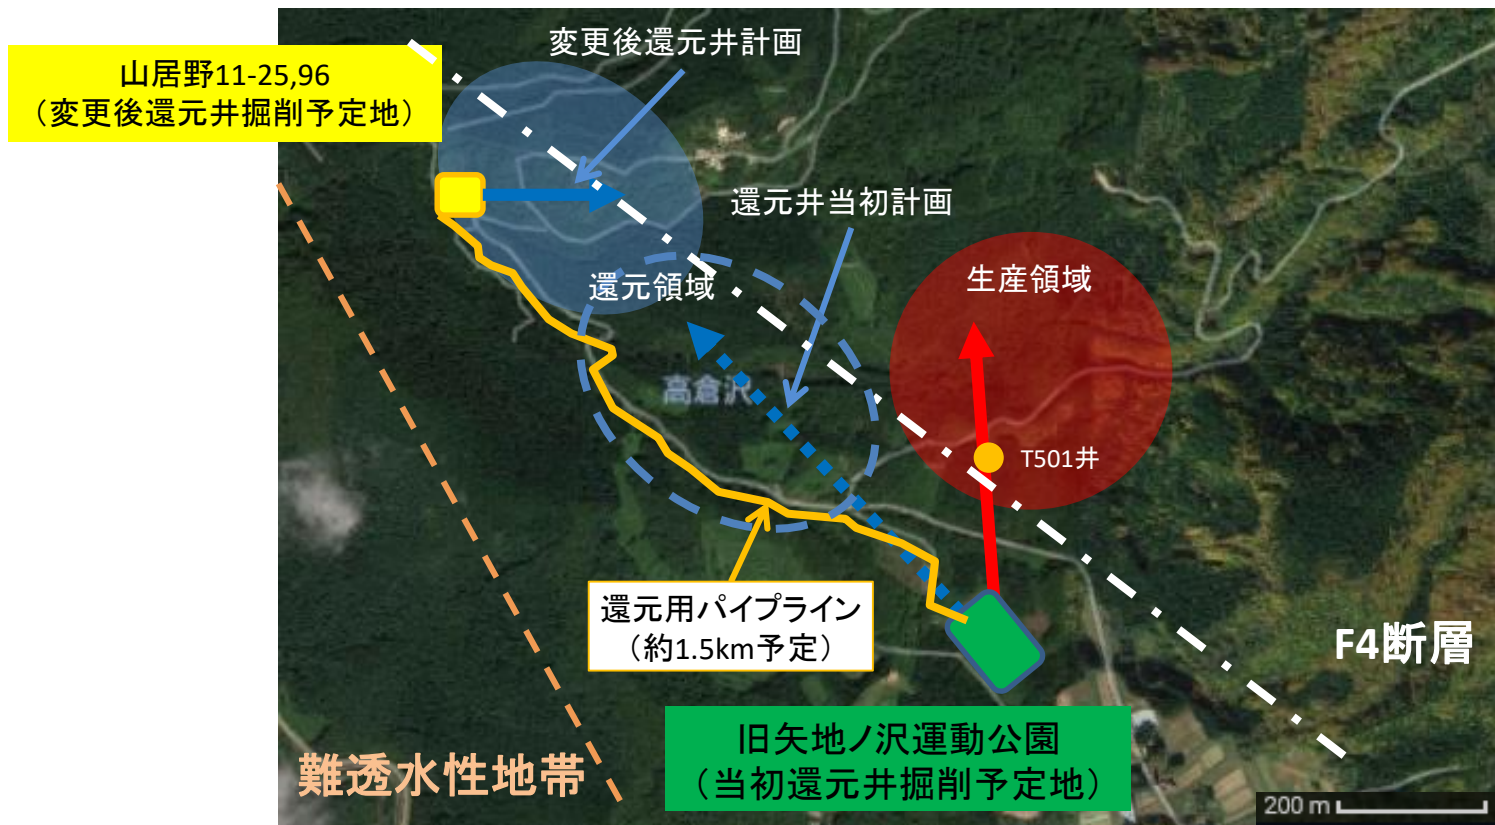 変更後還元井計画
山居野11-25,96
（変更後還元井掘削予定地）
還元井当初計画
還元領域
生産領域
高倉沢
T501井
還元用パイプライン
（約1.5km予定）
F4断層
旧矢地ノ沢運動公園
（当初還元井掘削予定地）
難透水性地帯
200 m